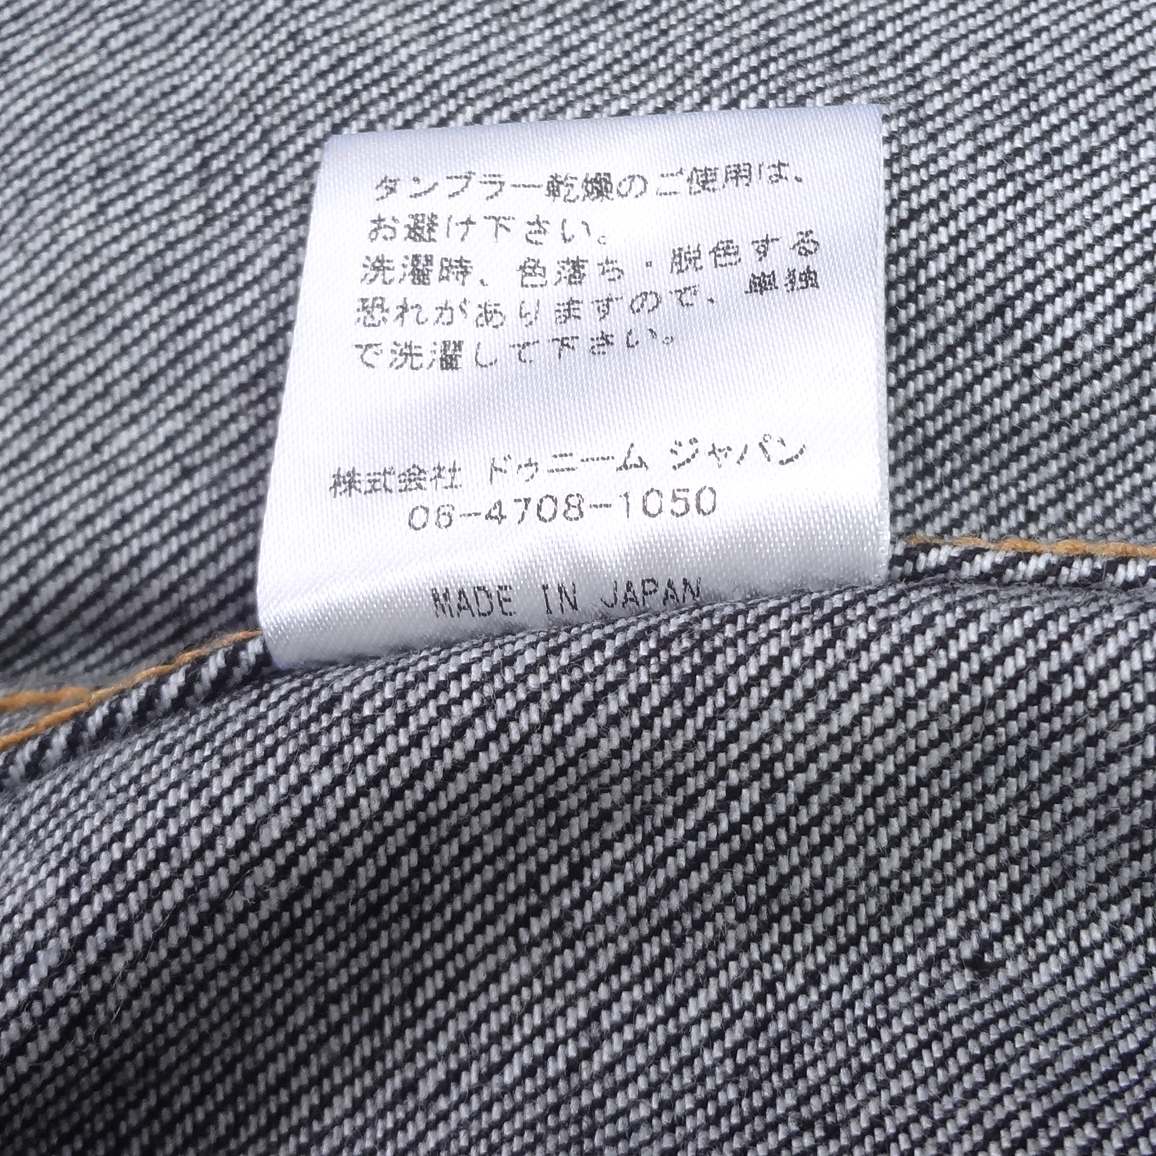 タンブラー乾燥のご使用は、
お避け下さい。
洗濯時、色落ち・脱色する
恐れがありますので、単独
で洗濯して下さい。
株式会社 ドゥニーム ジャパン
06-4708-1050
MADE IN JAPAN